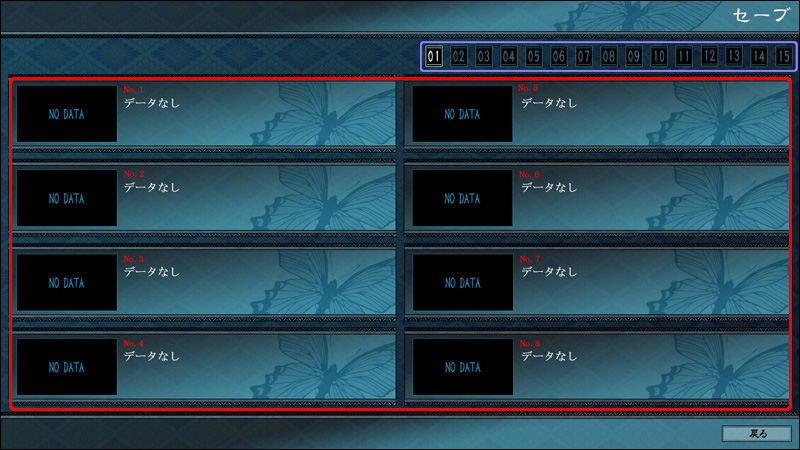 セーブ
01 02 03 04 05 06 07 08 09 10 11 12 13 14 15
NO DATA
No. 1
データなし
NO DATA
No. 2
データなし
NO DATA
No. 3
データなし
NO DATA
No. 4
データなし
NO DATA
No. 5
データなし
NO DATA
No. 6
データなし
NO DATA
No. 7
データなし
NO DATA
No. 8
データなし
戻る